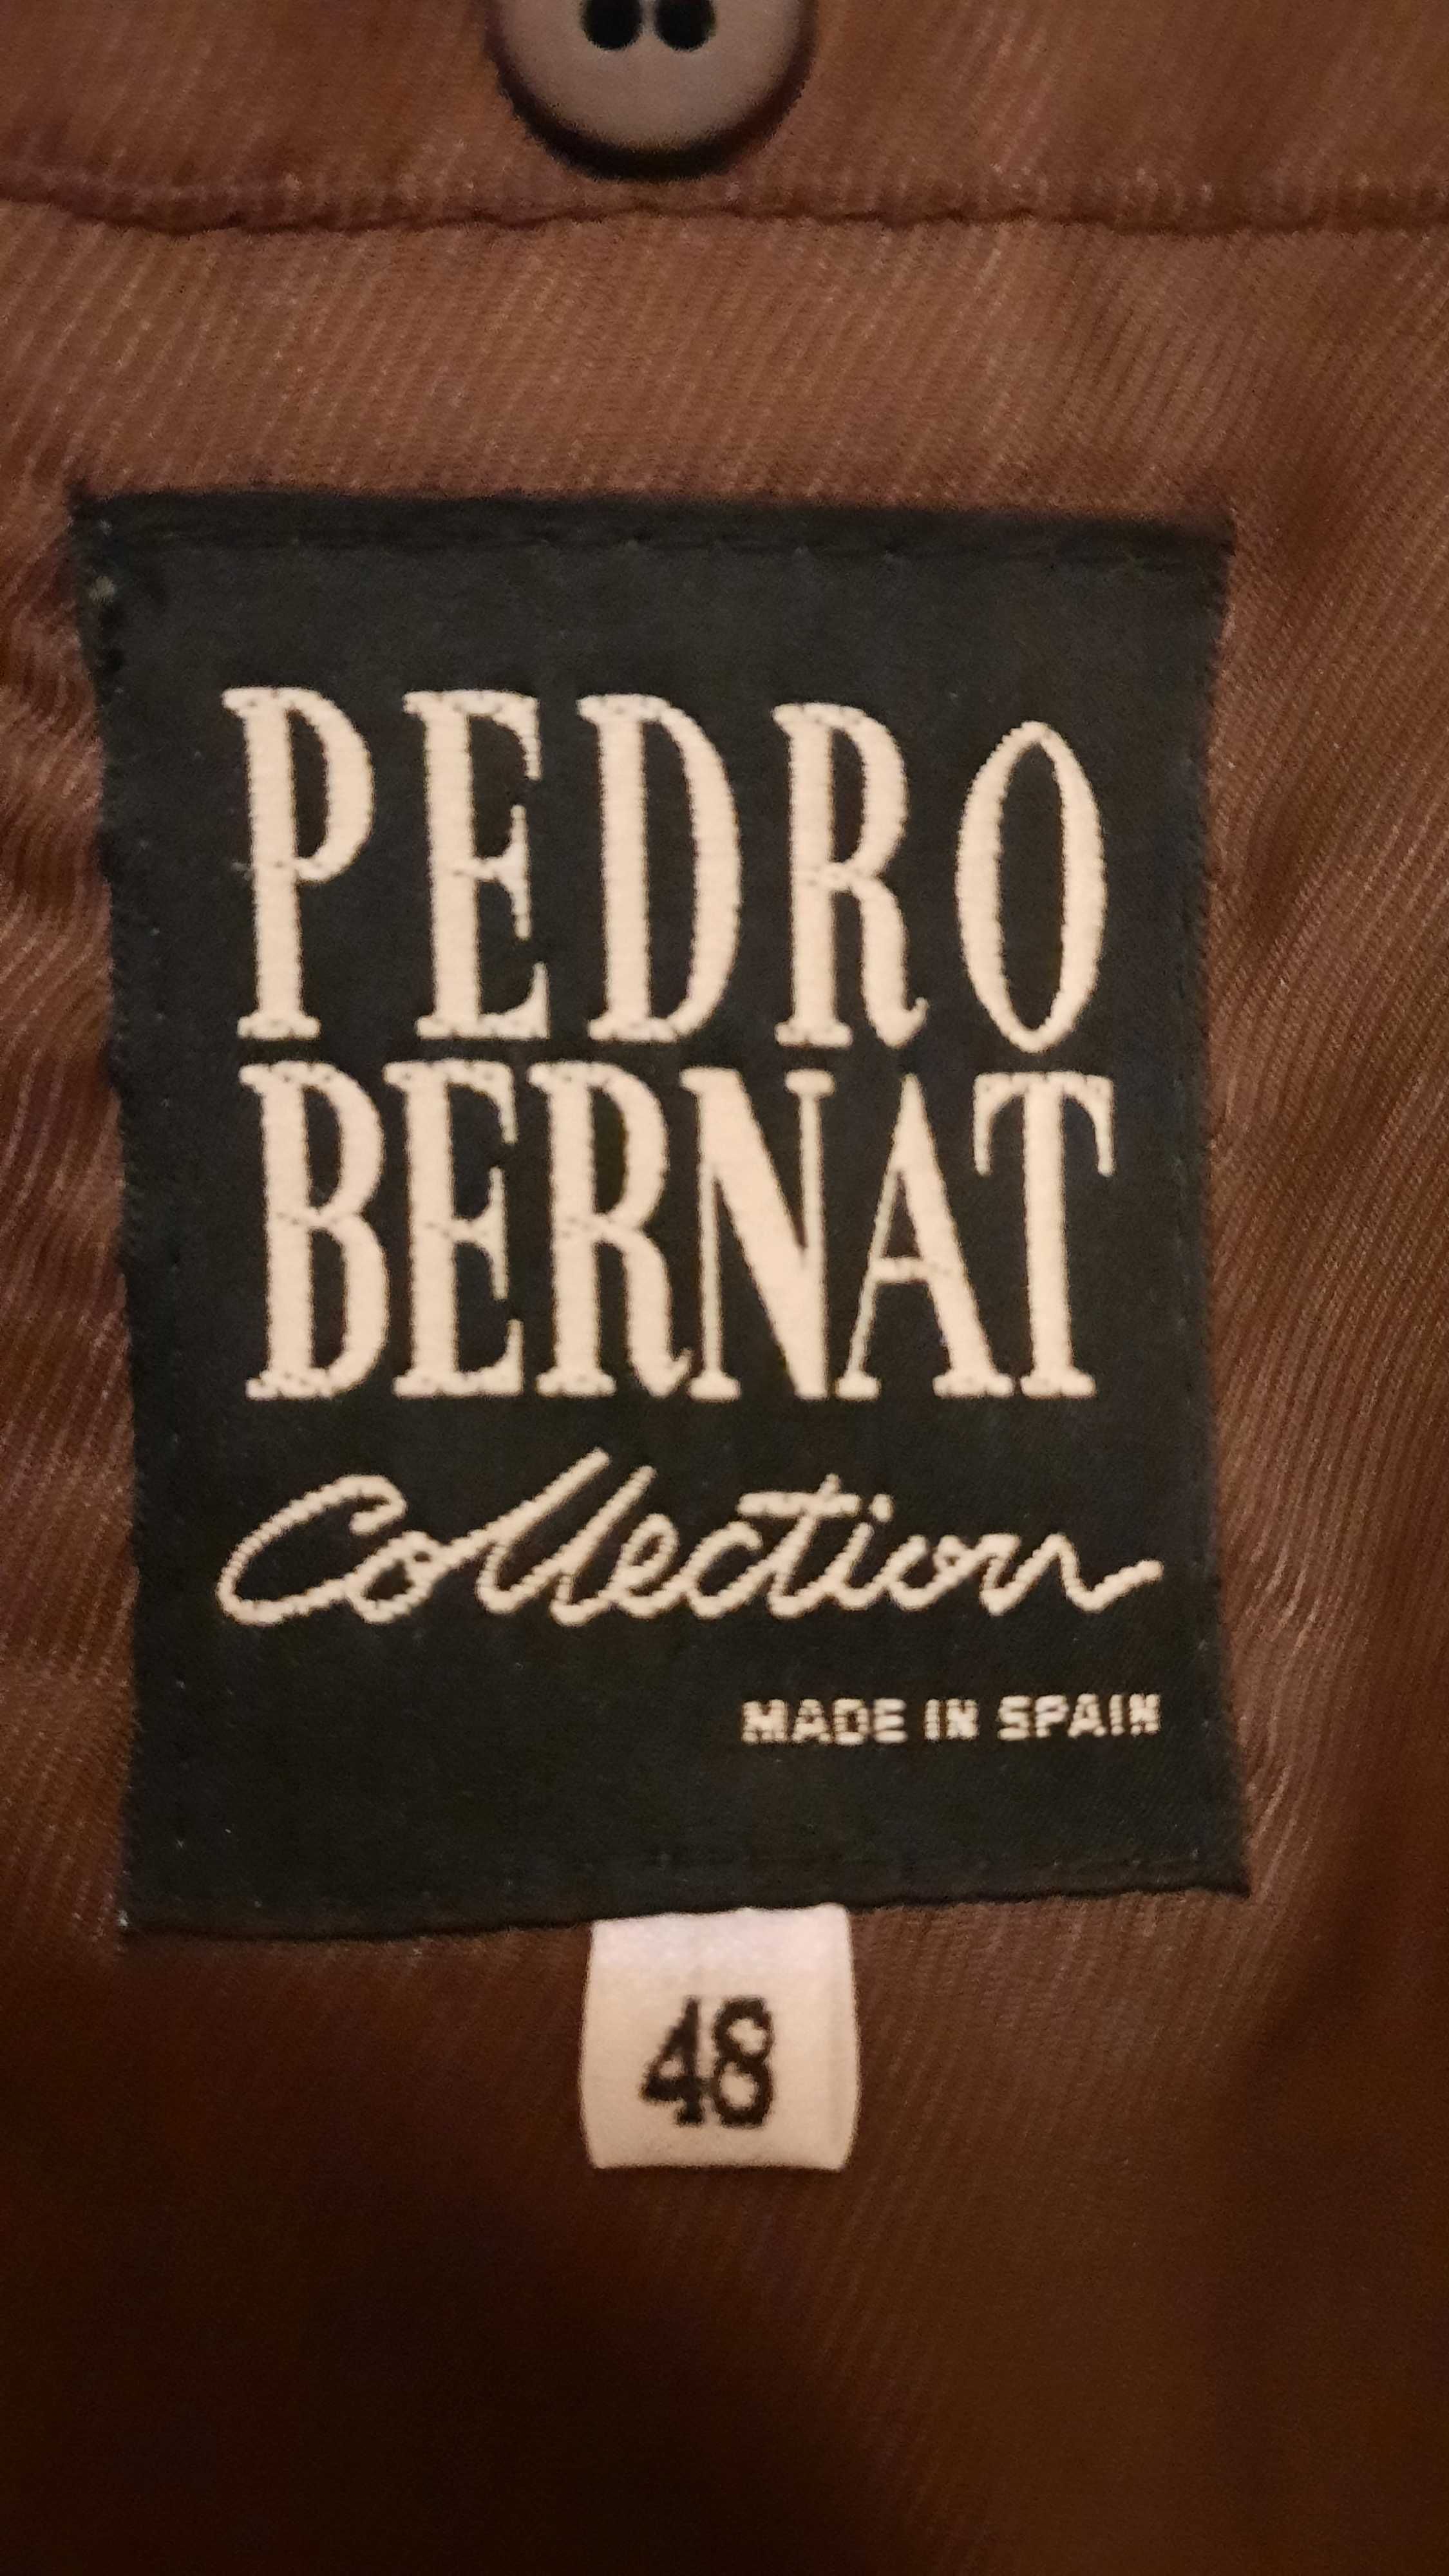 PEDRO
BERNAT
Collection
MADE IN SPAIN
48